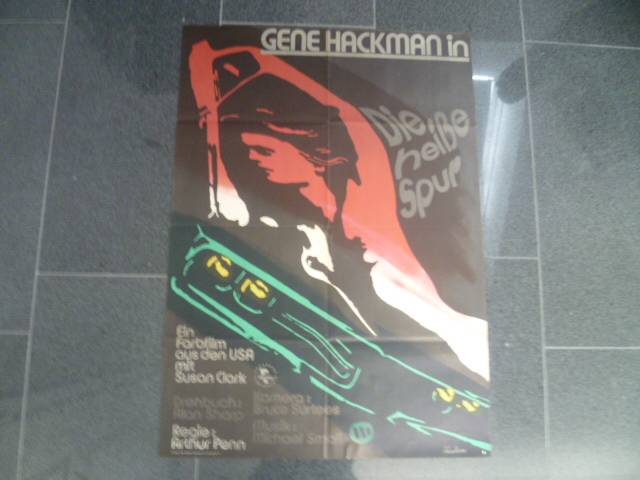 GENE HACKMAN in
Die
heiße
Spur
Ein
Farbfilm
aus den USA
mit
Susan Clark
Drehbuch:
Alan Sharp
Regie:
Arthur Penn
Kamera:
Bruce Surtees
Musik:
Michael Small